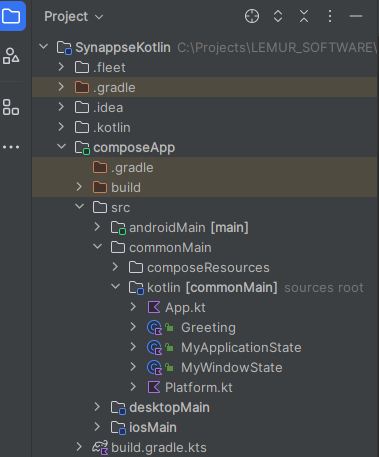 Project
SynappseKotlin C:\Projects\LEMUR_SOFTWARE\
.fleet
.gradle
.idea
.kotlin
composeApp
.gradle
build
src
androidMain [main]
commonMain
composeResources
kotlin [commonMain] sources root
App.kt
Greeting
MyApplicationState
MyWindowState
Platform.kt
desktopMain
iosMain
build.gradle.kts